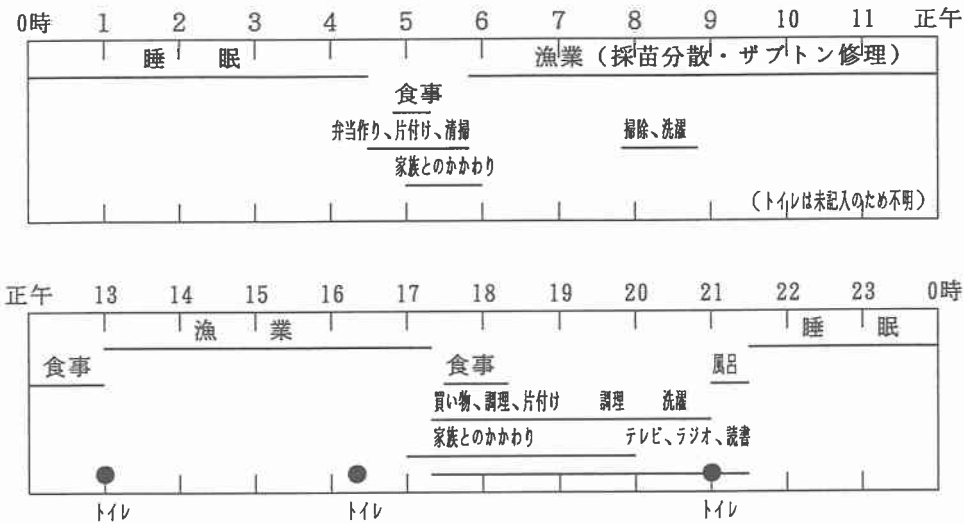 0時 1 2 3 4 5 6 7 8 9 10 11 正午
睡 眠 漁業（採苗分散・ザブトン修理）
食事
弁当作り、片付け、清掃 掃除、洗濯
家族とのかかわり
（トイレは未記入のため不明）
正午 13 14 15 16 17 18 19 20 21 22 23 0時
漁 業 睡 眠
食事 食事 風呂
買い物、調理、片付け 調理 洗濯
家族とのかかわり テレビ、ラジオ、読書
トイレ トイレ トイレ